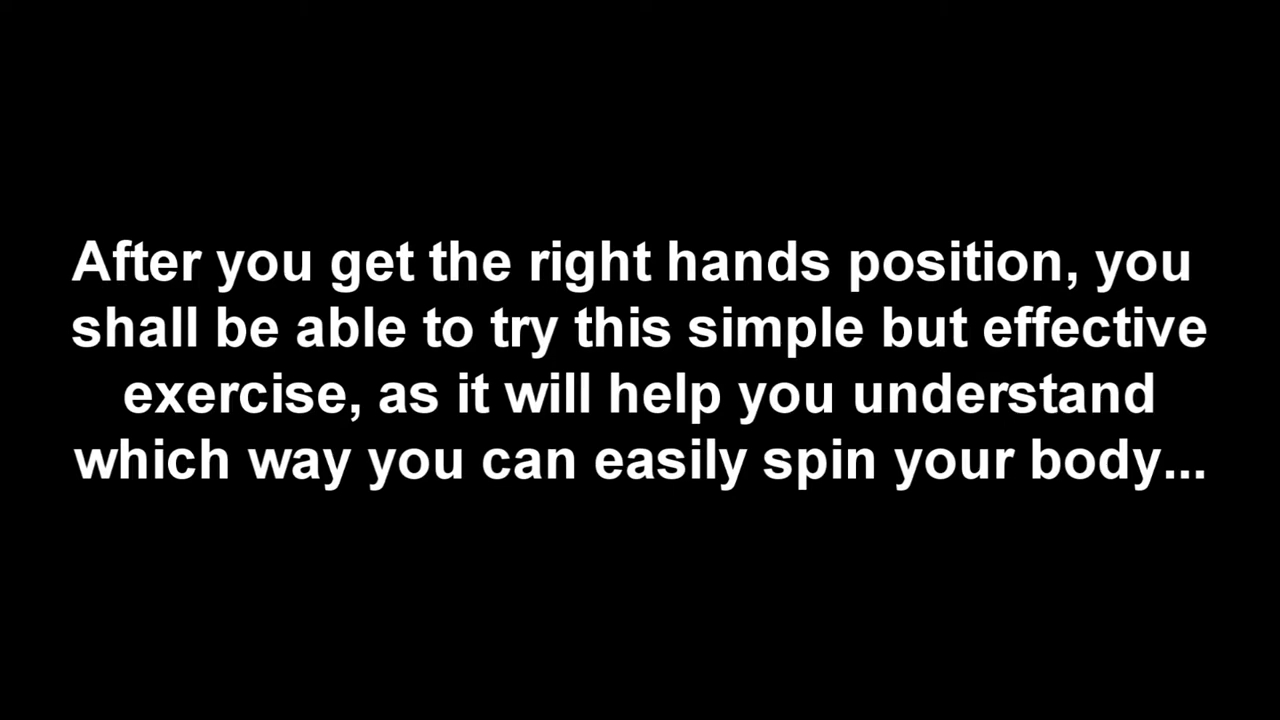 After you get the right hands position, you
shall be able to try this simple but effective
exercise, as it will help you understand
which way you can easily spin your body...